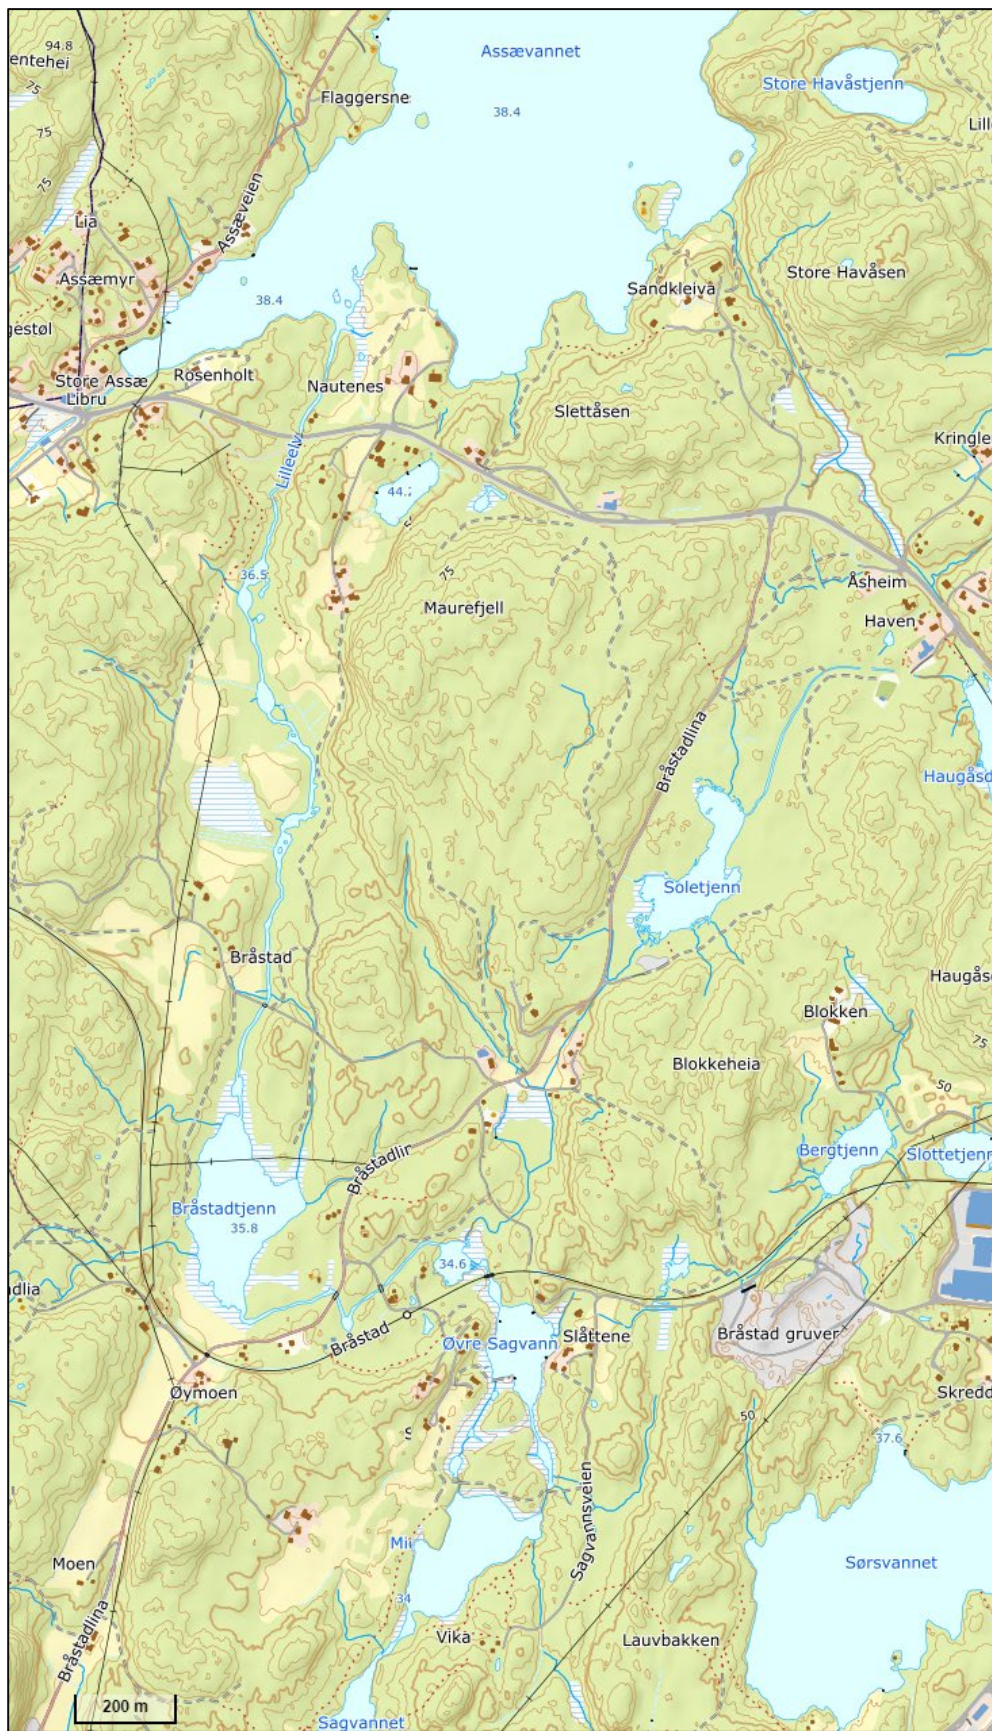 94.8
entehei
75
75
75
Assævannet
38.4
Flaggersne
Store Havåstjenn
Lill
Lia
Assæveien
Assæmyr
Store Havåsen
38.4
Sandkleiva
gestøl
Store Assæ
Libru
Rosenholt
Nautenes
Slettåsen
Lilleelv
Kringle
44.
36.5
75
Maurefjell
Åsheim
Haven
Bråstadlina
Haugåsd
Soletjenn
Bråstad
Haugås
Blokken
75
Blokkeheia
50
Bråstadlin
Bergtjenn
Slottetjenn
Bråstadtjenn
35.8
34.6
adlia
Bråstad
Øvre Sagvann
Slåttene
Bråstad gruver
Øymoen
Skredd
50
S
37.6
Sagvannsveien
Mi
Moen
Sørsvannet
34
Bråstadlina
Vika
Lauvbakken
200 m
Sagvannet